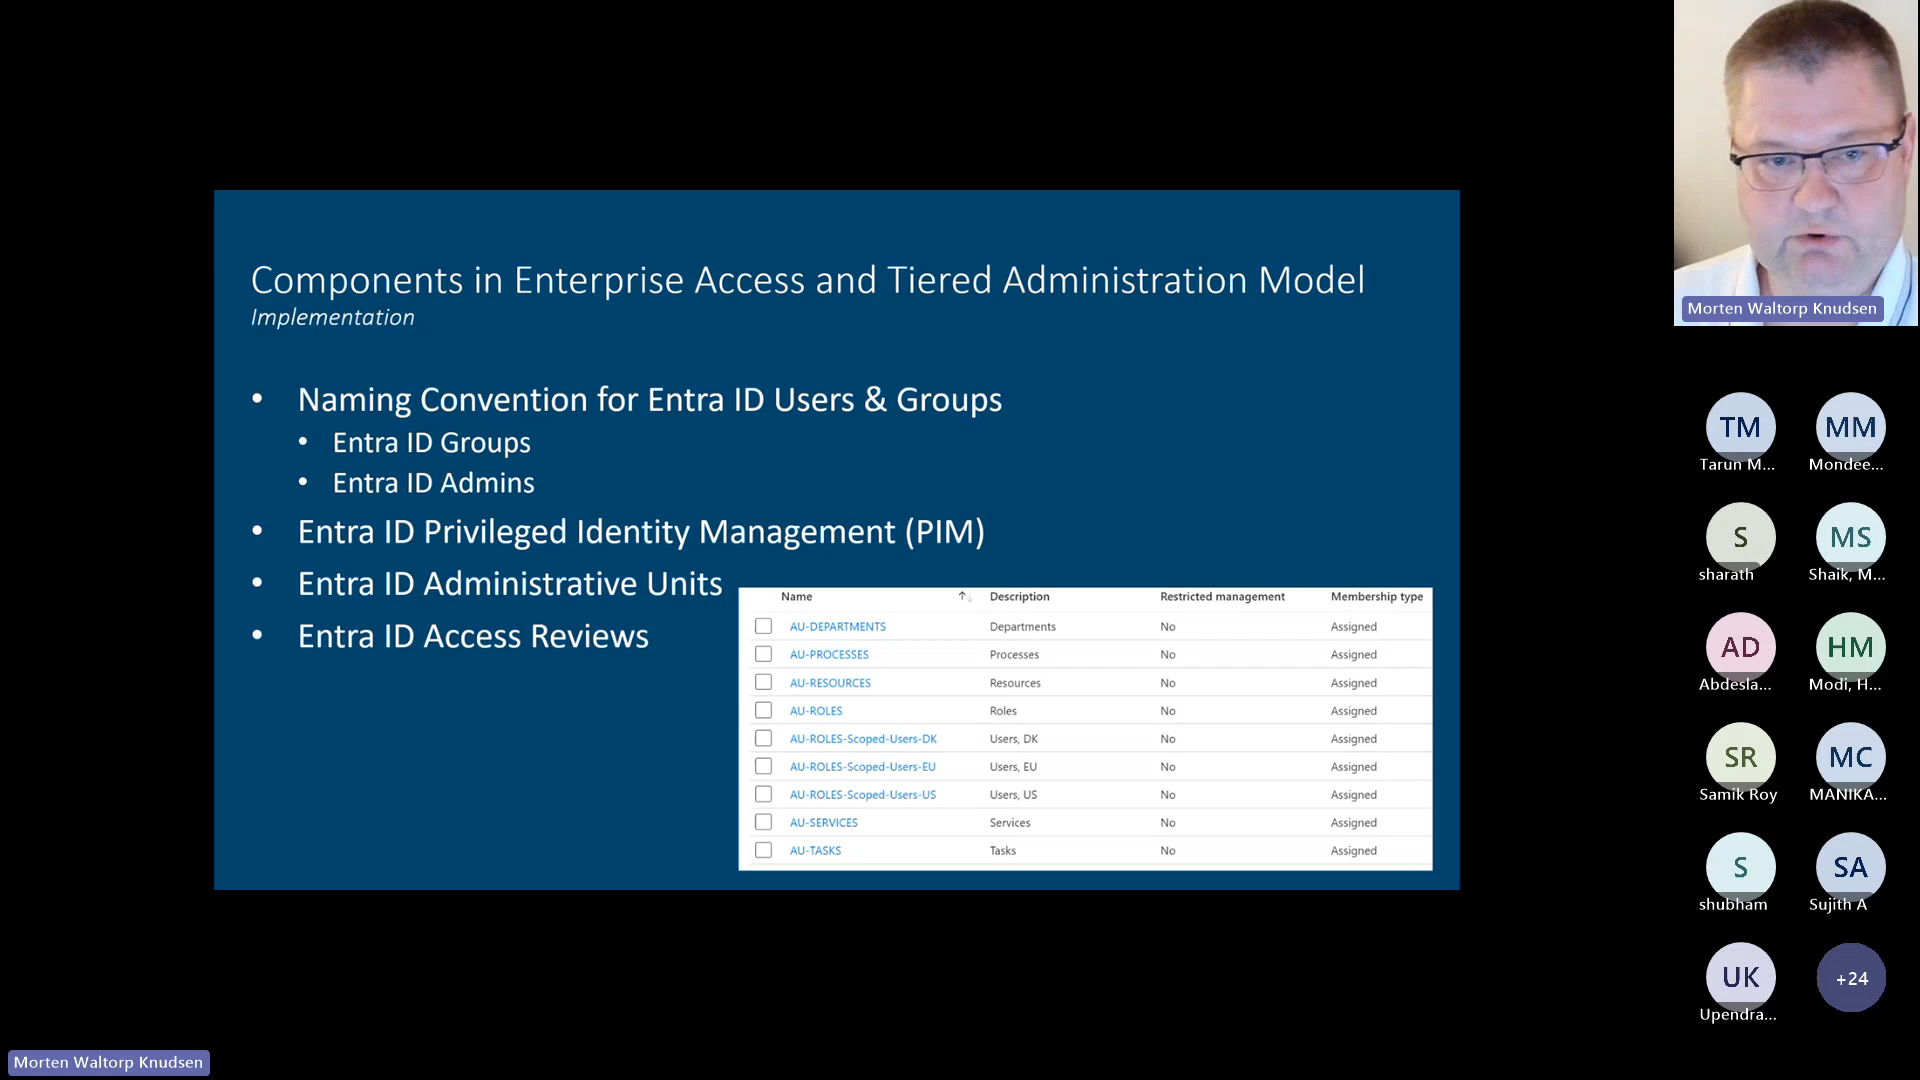 Components in Enterprise Access and Tiered Administration Model
Implementation
• Naming Convention for Entra ID Users & Groups
• Entra ID Groups
• Entra ID Admins
• Entra ID Privileged Identity Management (PIM)
• Entra ID Administrative Units
• Entra ID Access Reviews
Name Description Restricted management Membership type
AU-DEPARTMENTS Departments No Assigned
AU-PROCESSES Processes No Assigned
AU-RESOURCES Resources No Assigned
AU-ROLES Roles No Assigned
AU-ROLES-Scoped-Users-DK Users, DK No Assigned
AU-ROLES-Scoped-Users-EU Users, EU No Assigned
AU-ROLES-Scoped-Users-US Users, US No Assigned
AU-SERVICES Services No Assigned
AU-TASKS Tasks No Assigned
Morten Waltorp Knudsen
TM MM
Tarun M... Mondee...
S MS
sharath Shaik, M...
AD HM
Abdesla... Modi, H...
SR MC
Samik Roy MANIKA...
S SA
shubham Sujith A
UK +24
Upendra...
Morten Waltorp Knudsen